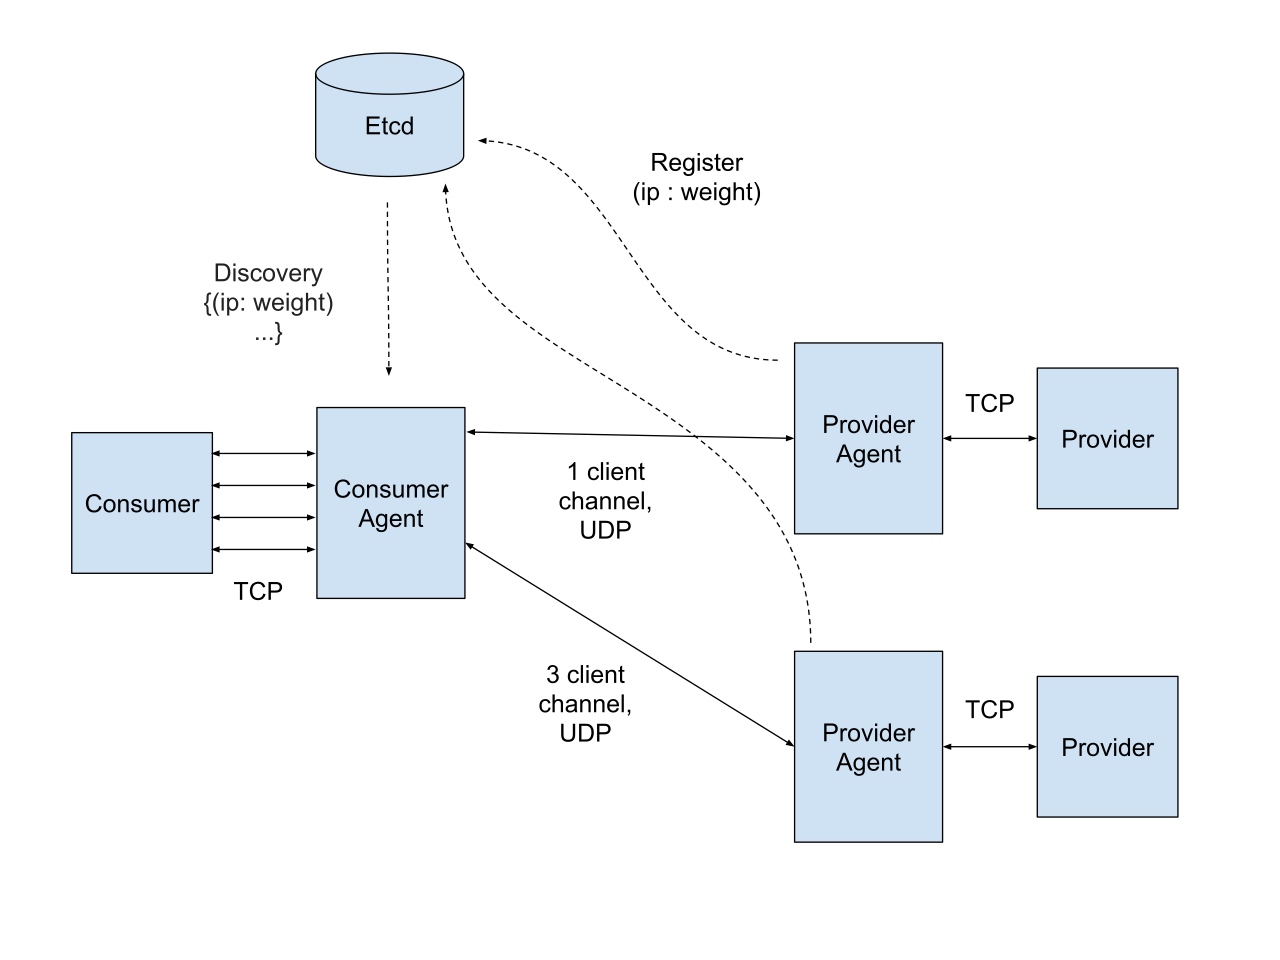 Etcd
Register
(ip : weight)
Discovery
{(ip: weight)
...}
Consumer
TCP
Consumer
Agent
1 client
channel,
UDP
Provider
Agent
TCP
Provider
3 client
channel,
UDP
Provider
Agent
TCP
Provider